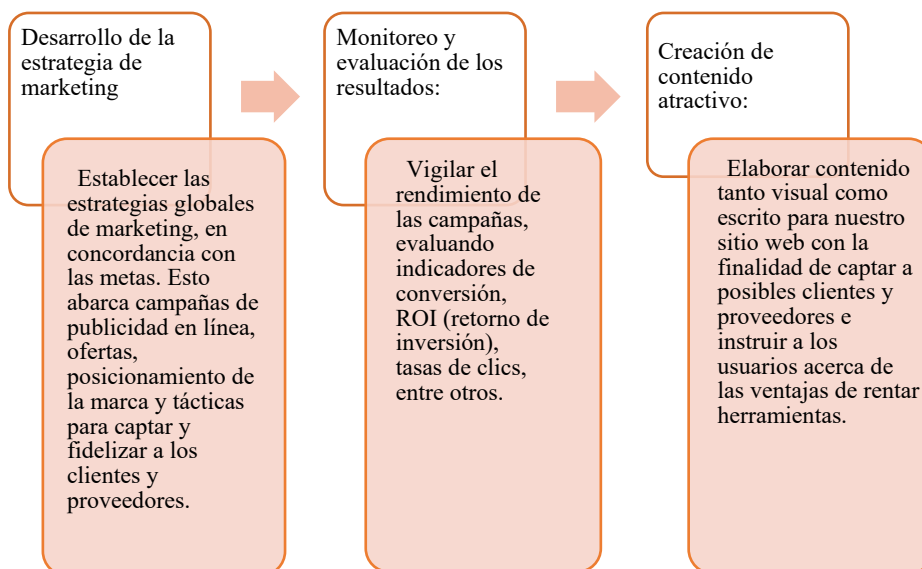 Desarrollo de la
estrategia de
marketing
Establecer las
estrategias globales
de marketing, en
concordancia con
las metas. Esto
abarca campañas de
publicidad en línea,
ofertas,
posicionamiento de
la marca y tácticas
para captar y
fidelizar a los
clientes y
proveedores.
Monitoreo y
evaluación de los
resultados:
Vigilar el
rendimiento de
las campañas,
evaluando
indicadores de
conversión,
ROI (retorno de
inversión),
tasas de clics,
entre otros.
Creación de
contenido
atractivo:
Elaborar contenido
tanto visual como
escrito para nuestro
sitio web con la
finalidad de captar a
posibles clientes y
proveedores e
instruir a los
usuarios acerca de
las ventajas de rentar
herramientas.